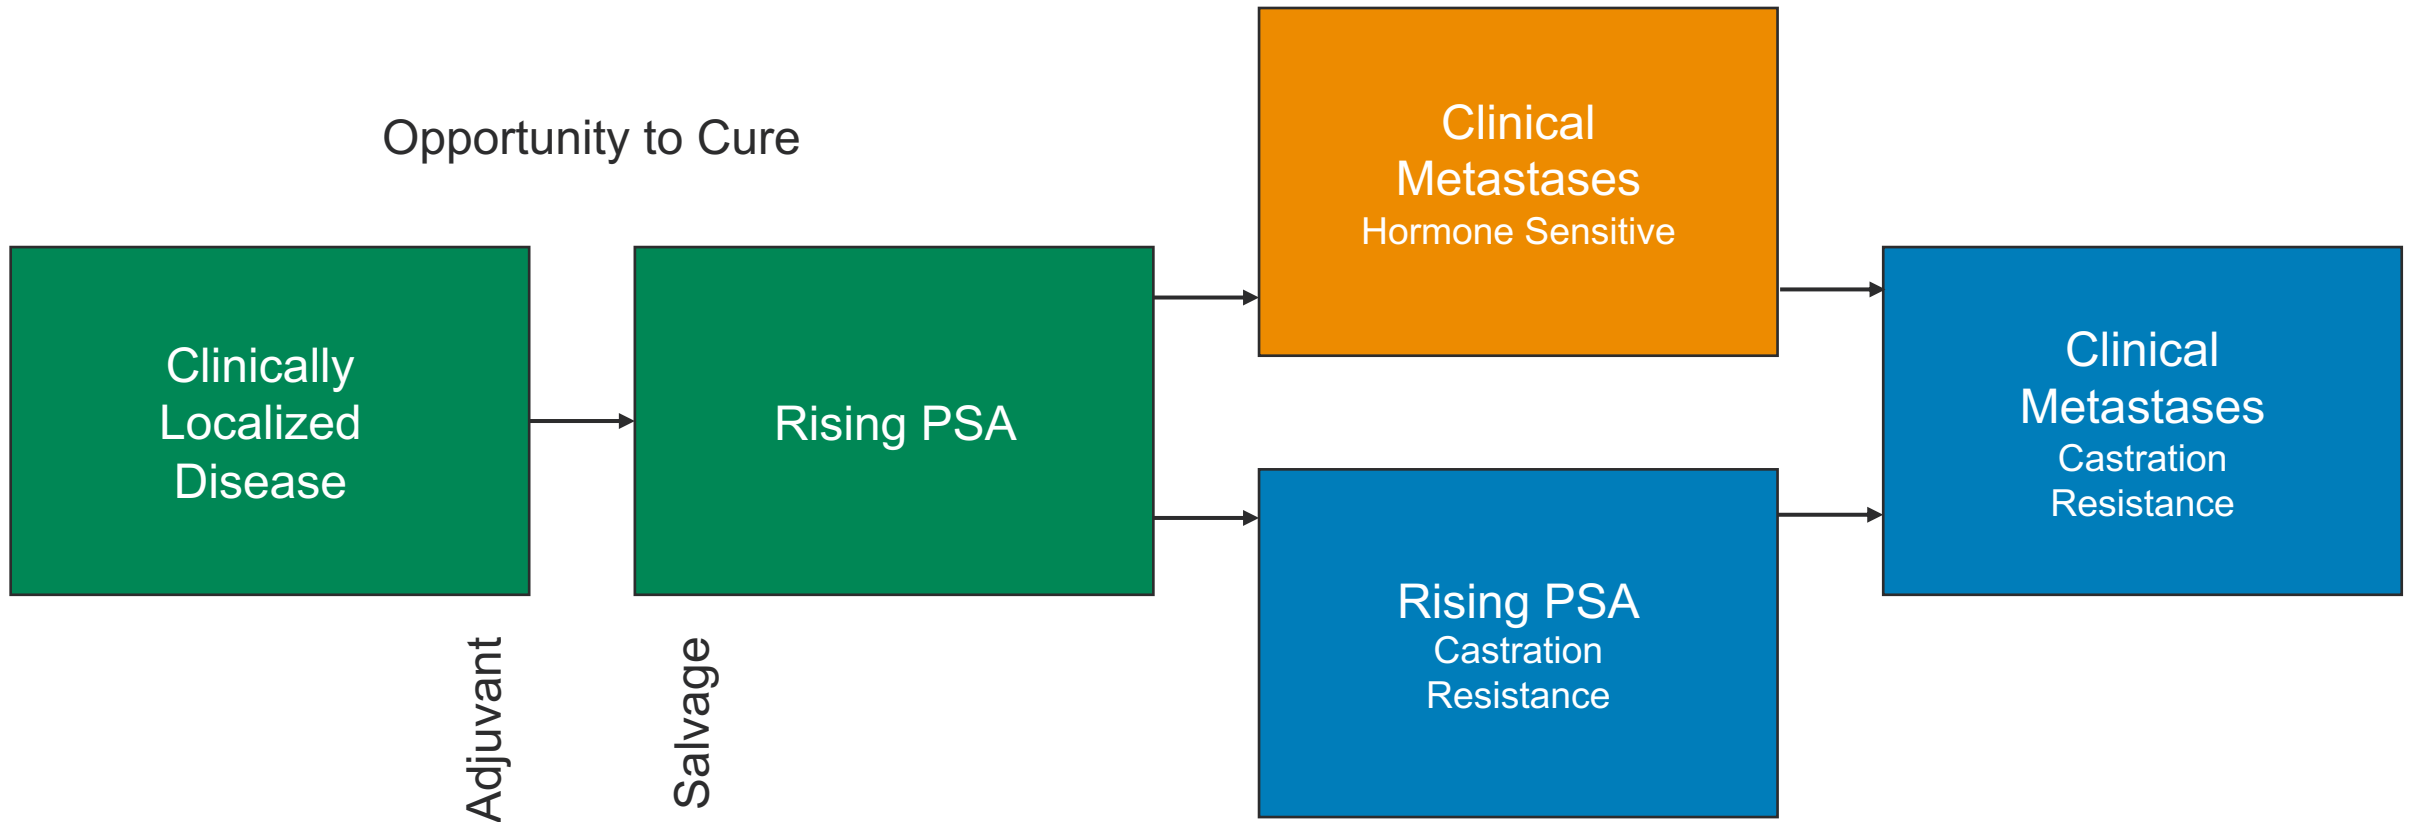 Opportunity to Cure
Clinically
Localized
Disease
Adjuvant
Salvage
Rising PSA
Clinical
Metastases
Hormone Sensitive
Rising PSA
Castration
Resistance
Clinical
Metastases
Castration
Resistance